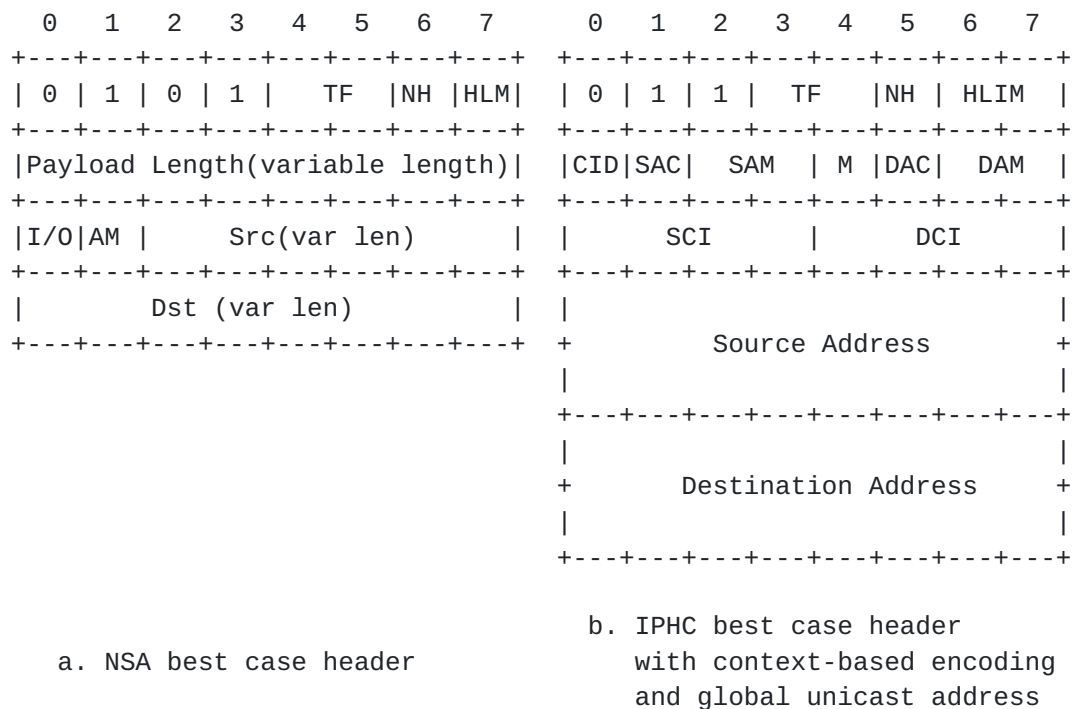 0   1   2   3   4   5   6   7      0   1   2   3   4   5   6   7
+---+---+---+---+---+---+---+---+  +---+---+---+---+---+---+---+---+
| 0 | 1 | 0 | 1 |   TF  |NH |HLM|  | 0 | 1 | 1 |  TF   |NH | HLIM  |
+---+---+---+---+---+---+---+---+  +---+---+---+---+---+---+---+---+
|Payload Length(variable length)|  |CID|SAC|  SAM  | M |DAC|  DAM  |
+---+---+---+---+---+---+---+---+  +---+---+---+---+---+---+---+---+
|I/O|AM |     Src(var len)      |  |      SCI      |      DCI      |
+---+---+---+---+---+---+---+---+  +---+---+---+---+---+---+---+---+
|        Dst (var len)          |  |                               |
+---+---+---+---+---+---+---+---+  +         Source Address        +
                                   |                               |
                                   +---+---+---+---+---+---+---+---+
                                   |                               |
                                   +       Destination Address     +
                                   |                               |
                                   +---+---+---+---+---+---+---+---+

                                     b. IPHC best case header
   a. NSA best case header              with context-based encoding
                                        and global unicast address